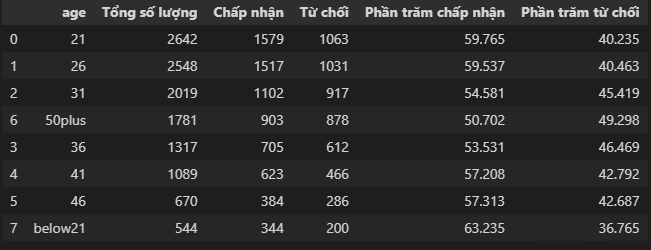 age Tổng số lượng Chấp nhận Từ chối Phần trăm chấp nhận Phần trăm từ chối
0 21 2642 1579 1063 59.765 40.235
1 26 2548 1517 1031 59.537 40.463
2 31 2019 1102 917 54.581 45.419
6 50plus 1781 903 878 50.702 49.298
3 36 1317 705 612 53.531 46.469
4 41 1089 623 466 57.208 42.792
5 46 670 384 286 57.313 42.687
7 below21 544 344 200 63.235 36.765